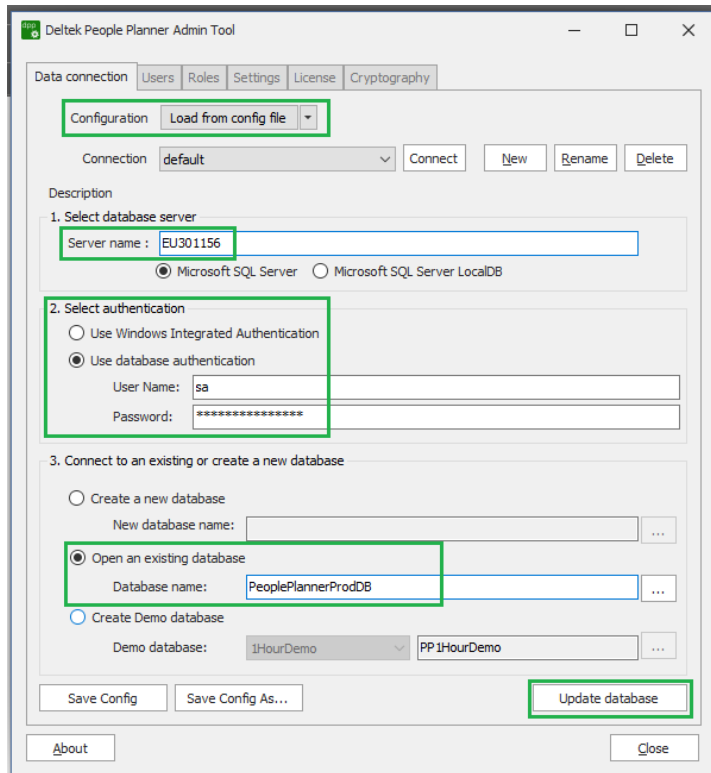 dpp Deltek People Planner Admin Tool
Data connection Users Roles Settings License Cryptography
Configuration Load from config file
Connection default Connect New Rename Delete
Description
1. Select database server
Server name : EU301156
Microsoft SQL Server Microsoft SQL Server LocalDB
2. Select authentication
Use Windows Integrated Authentication
Use database authentication
User Name: sa
Password: ***************
3. Connect to an existing or create a new database
Create a new database
New database name: ...
Open an existing database
Database name: PeoplePlannerProdDB ...
Create Demo database
Demo database: 1HourDemo PP1HourDemo ...
Save Config Save Config As... Update database
About Close